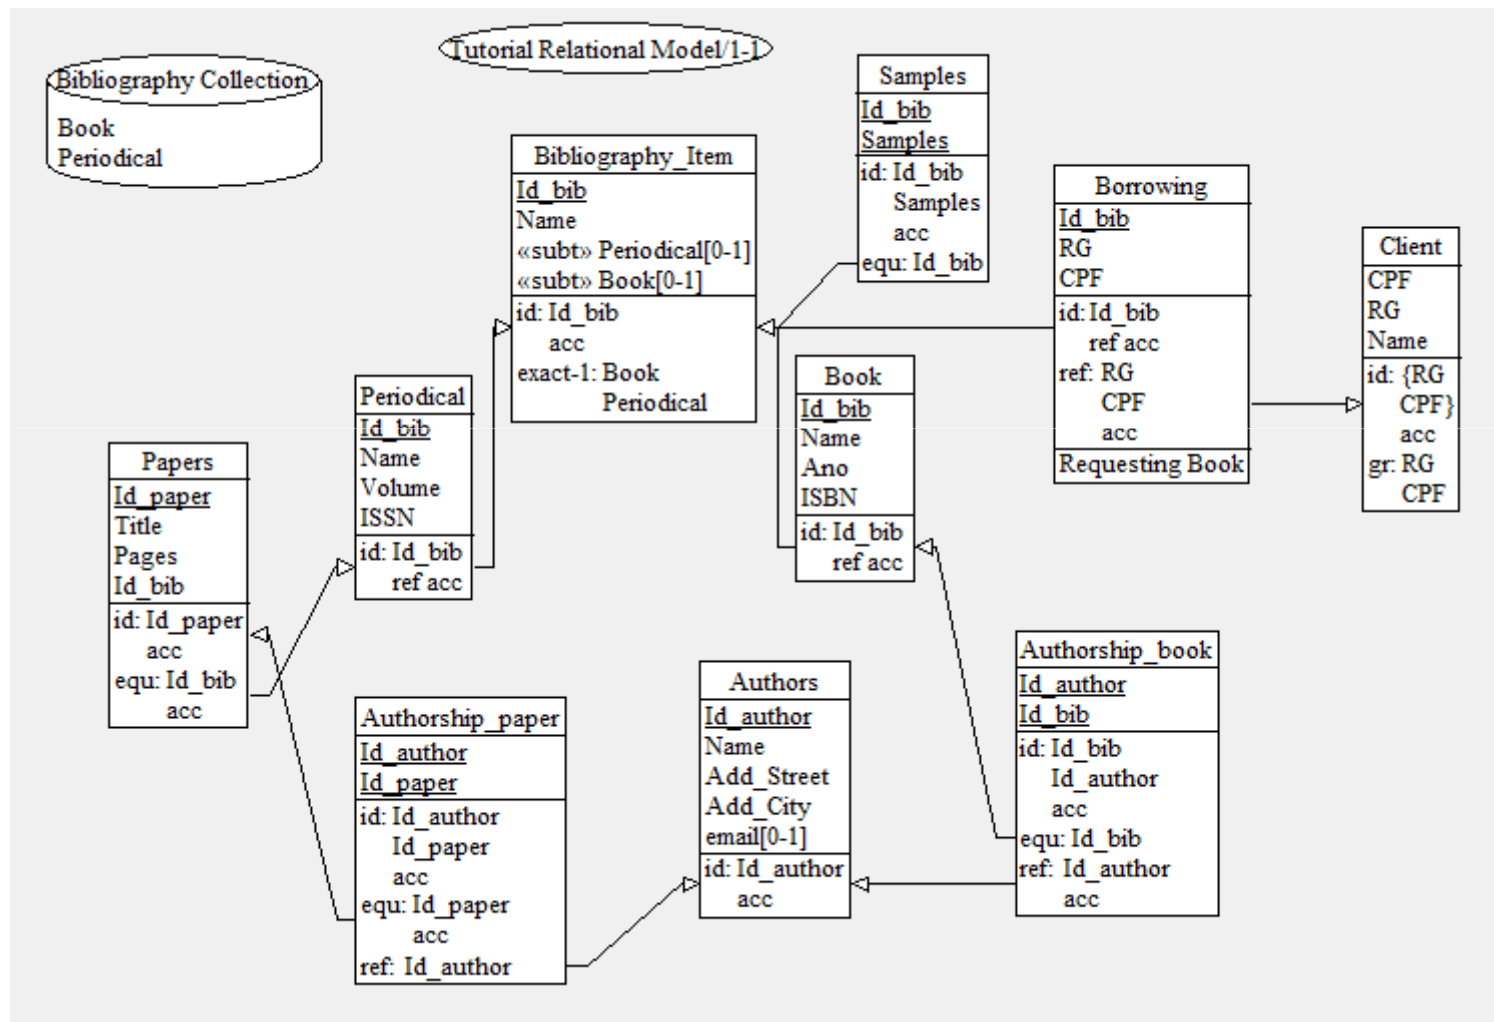 Tutorial Relational Model/1-1
Bibliography Collection
Book
Periodical
Samples
Id_bib
Samples
id: Id_bib
Samples
acc
equ: Id_bib
Bibliography_Item
Id_bib
Name
«subt» Periodical[0-1]
«subt» Book[0-1]
id: Id_bib
acc
exact-1: Book
Periodical
Borrowing
Id_bib
RG
CPF
id: Id_bib
ref acc
ref: RG
CPF
acc
Requesting Book
Client
CPF
RG
Name
id: {RG
CPF}
acc
gr: RG
CPF
Periodical
Id_bib
Name
Volume
ISSN
id: Id_bib
ref acc
Book
Id_bib
Name
Ano
ISBN
id: Id_bib
ref acc
Papers
Id_paper
Title
Pages
Id_bib
id: Id_paper
acc
equ: Id_bib
acc
Authorship_paper
Id_author
Id_paper
id: Id_author
Id_paper
acc
equ: Id_paper
acc
ref: Id_author
Authors
Id_author
Name
Add_Street
Add_City
email[0-1]
id: Id_author
acc
Authorship_book
Id_author
Id_bib
id: Id_bib
Id_author
acc
equ: Id_bib
ref: Id_author
acc